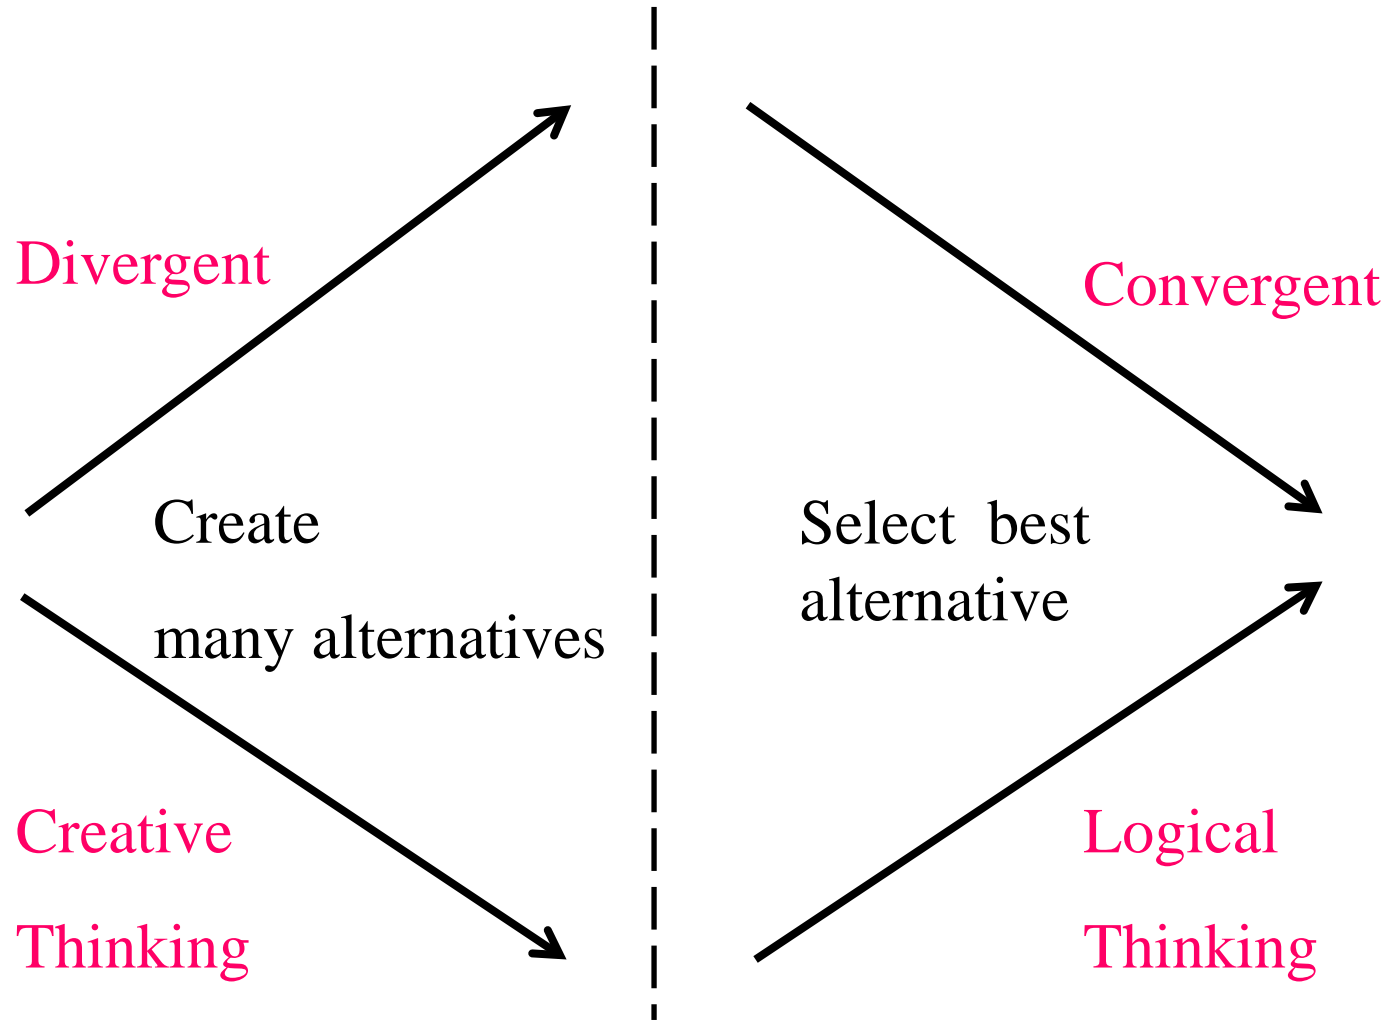 Divergent
Create
many alternatives
Creative
Thinking
Convergent
Select best
alternative
Logical
Thinking